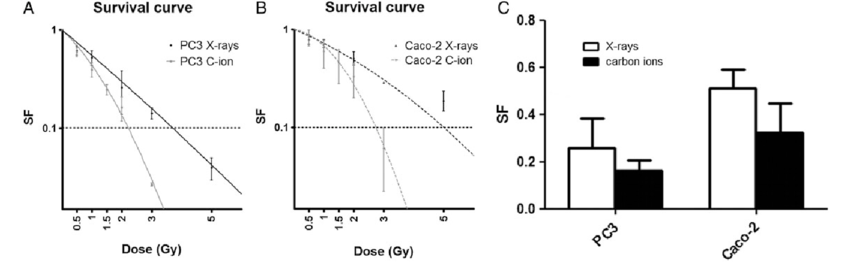 A
Survival curve
1
0.1
SF
PC3 X-rays
PC3 C-ion
0.5
1
1.5
2
3
5
Dose (Gy)
B
Survival curve
1
0.1
SF
Caco-2 X-rays
Caco-2 C-ion
0.5
1
1.5
2
3
5
Dose (Gy)
C
0.8
0.6
0.4
0.2
0.0
SF
X-rays
carbon ions
PC3
Caco-2